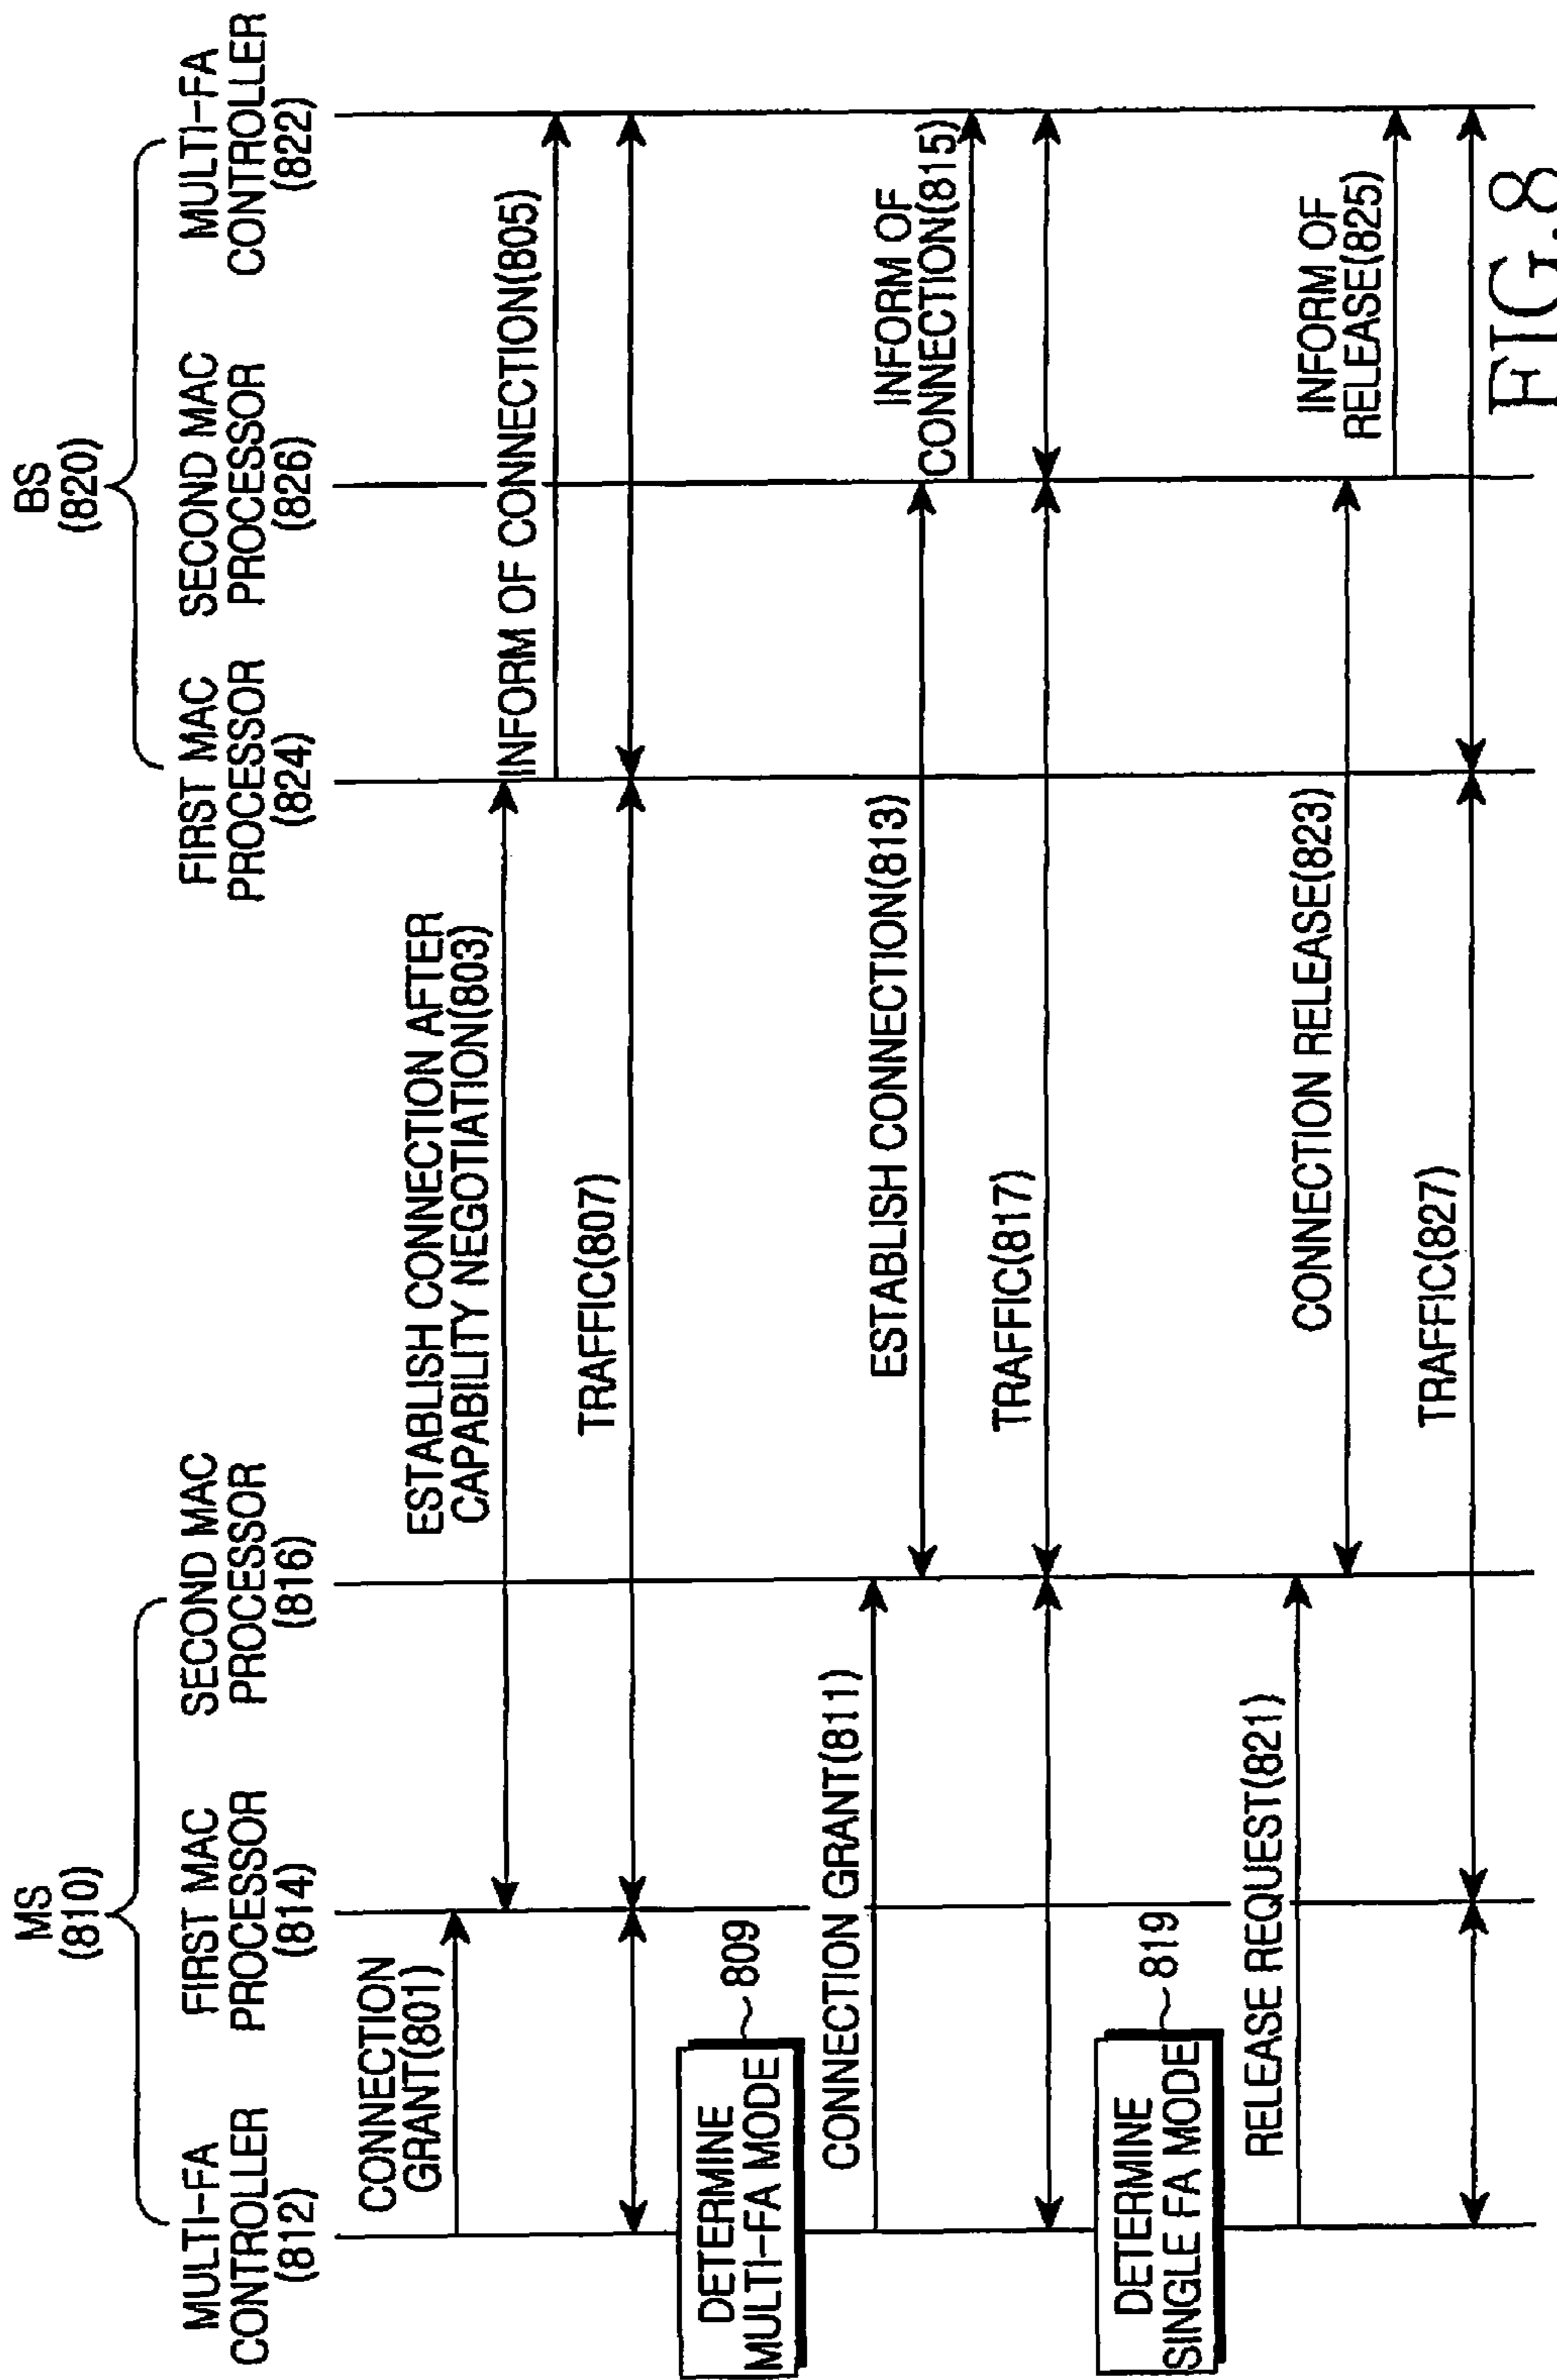 MS
(810)
BS
(820)
MULTI-FA
CONTROLLER
(812)
FIRST MAC
PROCESSOR
(814)
SECOND MAC
PROCESSOR
(816)
FIRST MAC
PROCESSOR
(824)
SECOND MAC
PROCESSOR
(826)
MULTI-FA
CONTROLLER
(822)
CONNECTION
GRANT(801)
ESTABLISH CONNECTION AFTER
CAPABILITY NEGOTIATION(803)
INFORM OF CONNECTION(805)
TRAFFIC(807)
DETERMINE
MULTI-FA MODE
809
CONNECTION GRANT(811)
ESTABLISH CONNECTION(813)
INFORM OF
CONNECTION(815)
TRAFFIC(817)
DETERMINE
SINGLE FA MODE
819
RELEASE REQUEST(821)
CONNECTION RELEASE(823)
INFORM OF
RELEASE(825)
TRAFFIC(827)
FIG.8